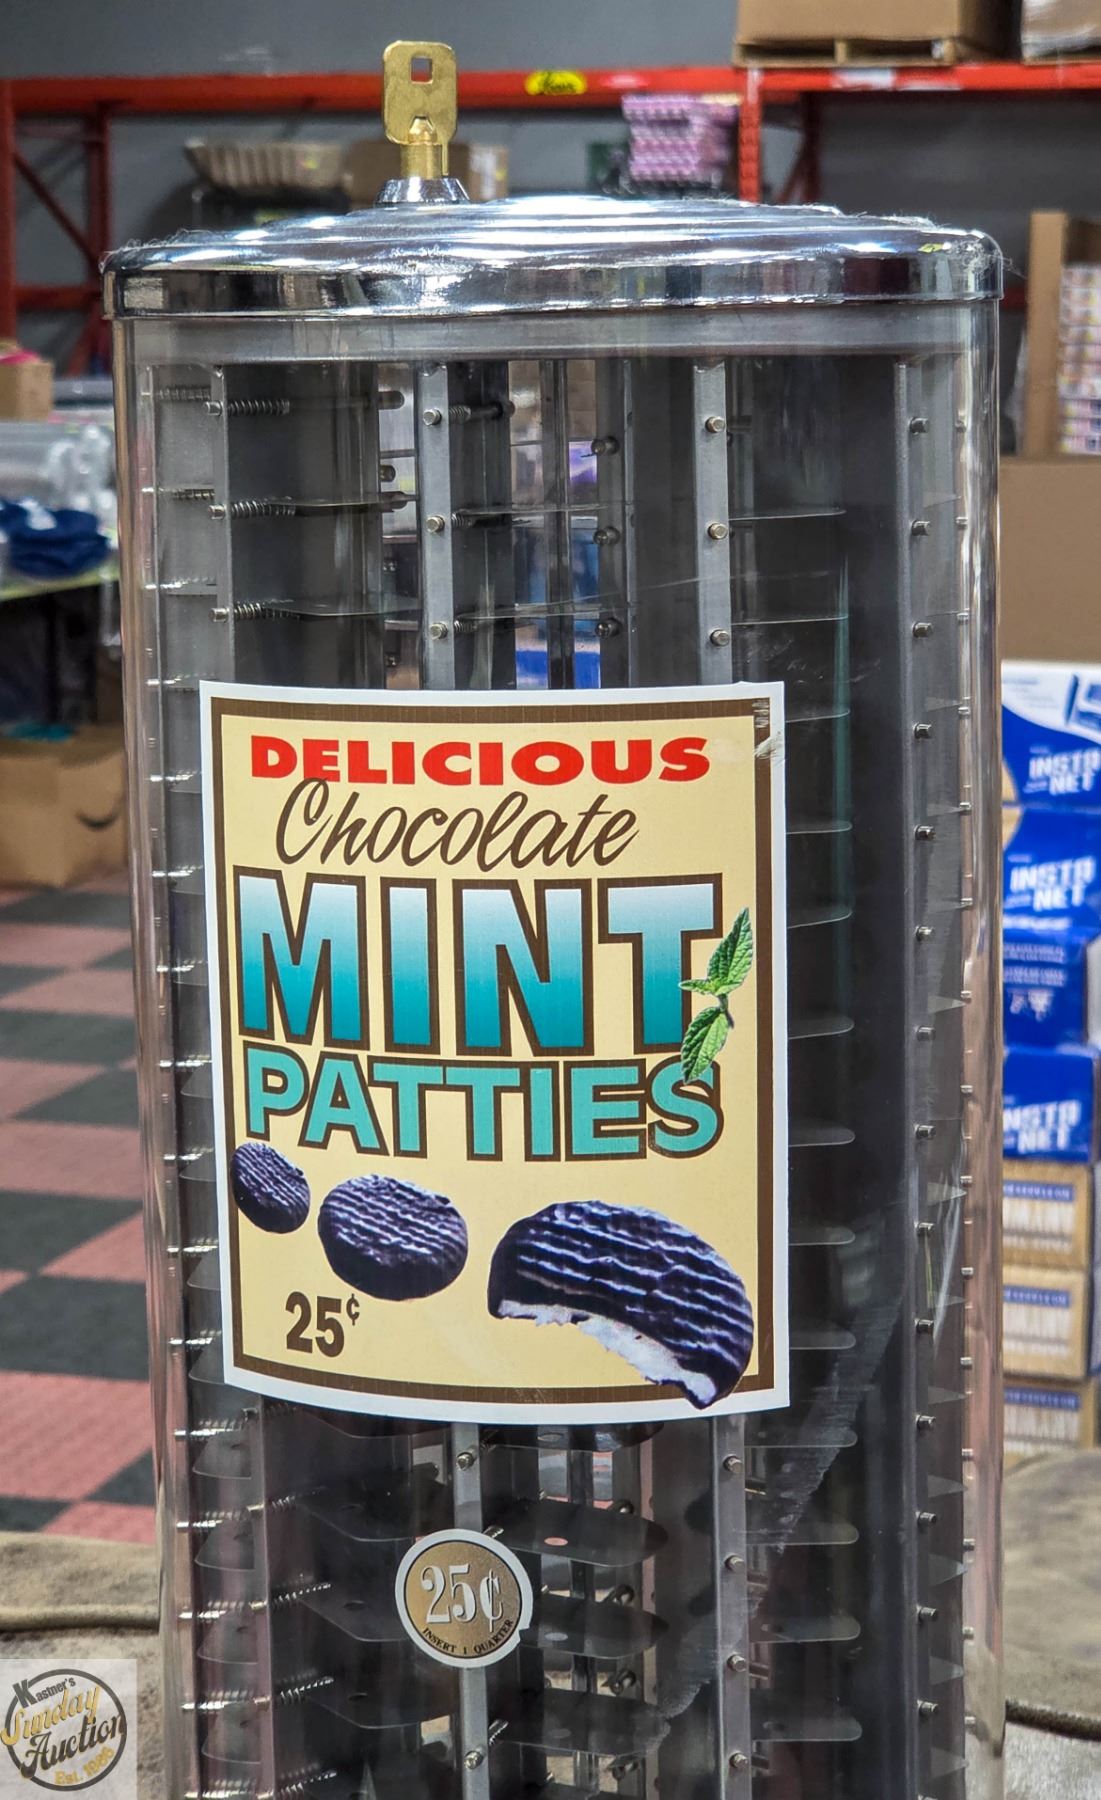 DELICIOUS
Chocolate
MINT
PATTIES
25¢
25¢
INSERT 1 QUARTER
INSTA
NET
INSTA
NET
INSTA
NET
Kastner's
Sunday
Auction
Est. 1986